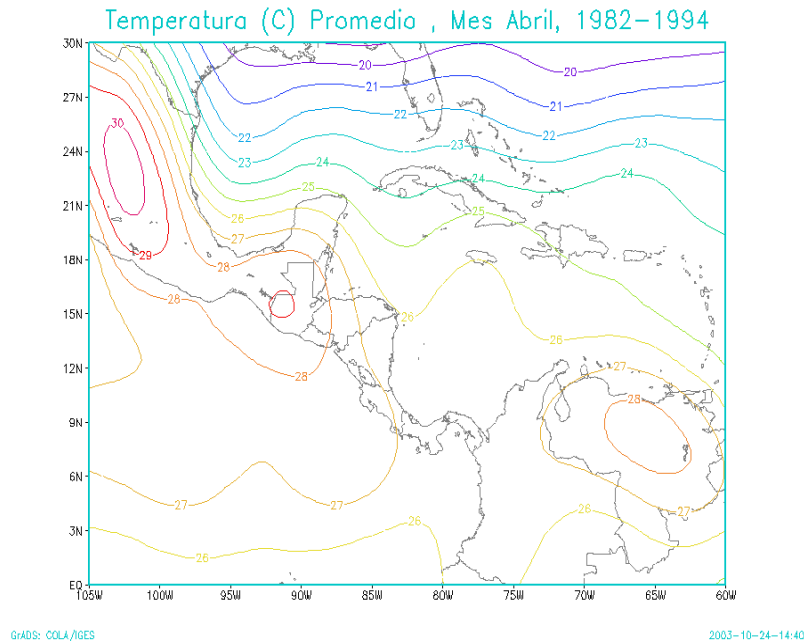 Temperatura (C) Promedio , Mes Abril, 1982-1994
30N
27N
24N
21N
18N
15N
12N
9N
6N
3N
EQ
20
20
21
21
22
22
22
23
23
23
24
24
24
25
25
26
26
26
26
26
27
27
27
27
27
28
28
28
28
29
30
105W
100W
95W
90W
85W
80W
75W
70W
65W
60W
GrADS: COLA/IGES
2003-10-24-14:40